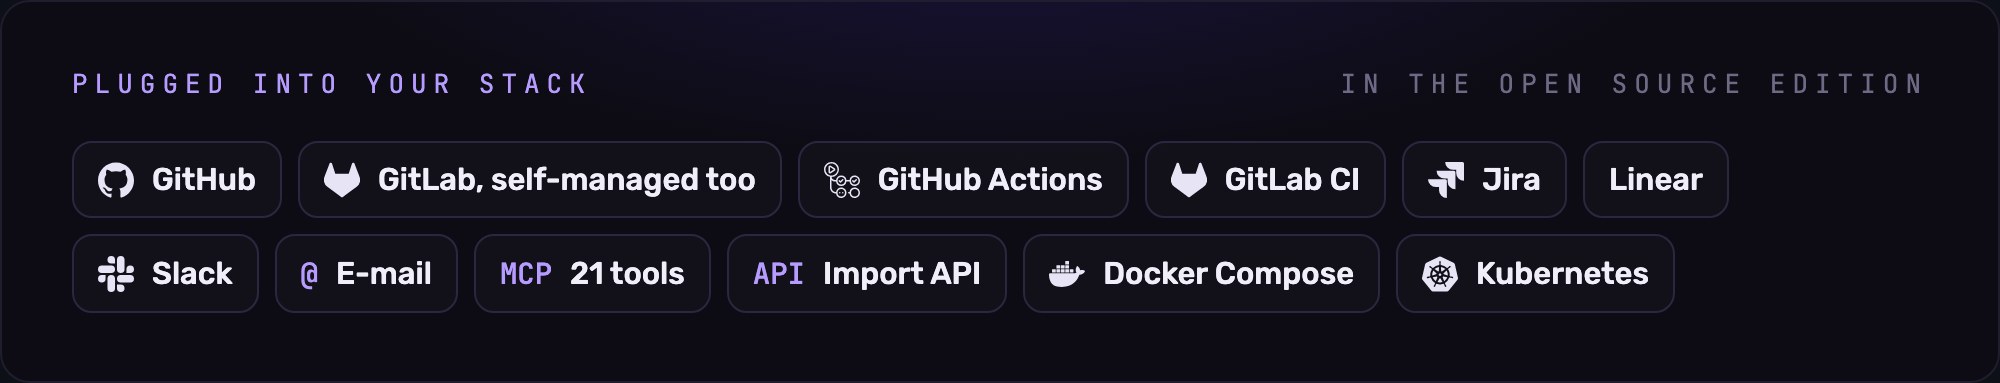 PLUGGED INTO YOUR STACK
IN THE OPEN SOURCE EDITION
GitHub
GitLab, self-managed too
GitHub Actions
GitLab CI
Jira
Linear
Slack
@ E-mail
MCP 21 tools
API Import API
Docker Compose
Kubernetes